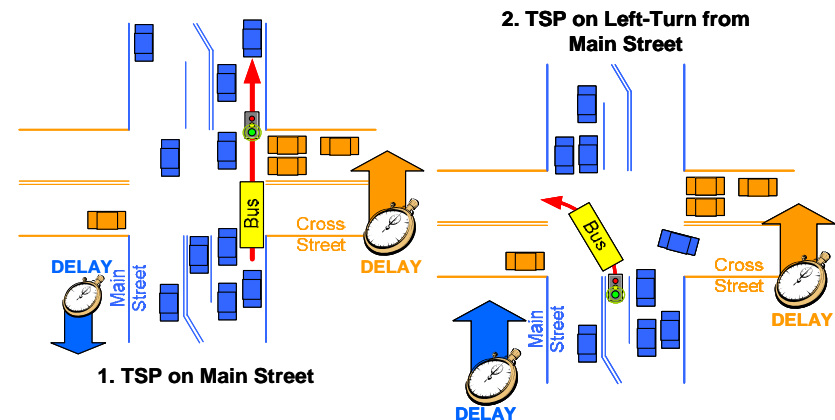 2. TSP on Left-Turn from
Main Street
Bus
Cross
Street
DELAY
DELAY
Main
Street
1. TSP on Main Street
Bus
Cross
Street
DELAY
Main
Street
DELAY